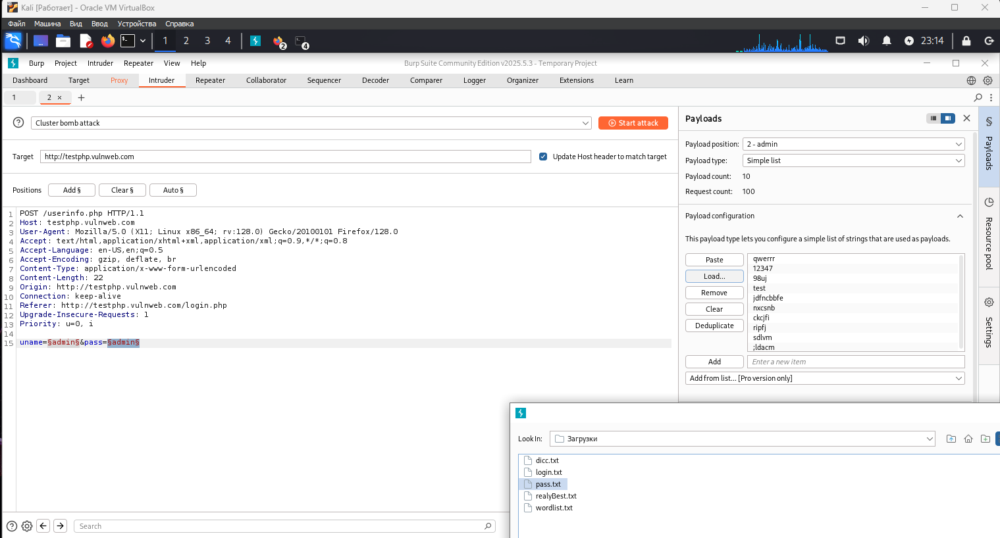 Kali [Работает] - Oracle VM VirtualBox
Файл Машина Вид Ввод Устройства Справка
1 2 3 4 2 4 23:14
Burp Project Intruder Repeater View Help
Burp Suite Community Edition v2025.5.3 - Temporary Project
Dashboard Target Proxy Intruder Repeater Collaborator Sequencer Decoder Comparer Logger Organizer Extensions Learn
1 2 × +
Cluster bomb attack
Start attack
Target http://testphp.vulnweb.com
Update Host header to match target
Positions Add § Clear § Auto §
1 POST /userinfo.php HTTP/1.1
2 Host: testphp.vulnweb.com
3 User-Agent: Mozilla/5.0 (X11; Linux x86_64; rv:128.0) Gecko/20100101 Firefox/128.0
4 Accept: text/html,application/xhtml+xml,application/xml;q=0.9,*/*;q=0.8
5 Accept-Language: en-US,en;q=0.5
6 Accept-Encoding: gzip, deflate, br
7 Content-Type: application/x-www-form-urlencoded
8 Content-Length: 22
9 Origin: http://testphp.vulnweb.com
10 Connection: keep-alive
11 Referer: http://testphp.vulnweb.com/login.php
12 Upgrade-Insecure-Requests: 1
13 Priority: u=0, i
14
15 uname=§admin§&pass=§admin§
Search
Payloads
Payload position: 2 - admin
Payload type: Simple list
Payload count: 10
Request count: 100
Payload configuration
This payload type lets you configure a simple list of strings that are used as payloads.
Paste
Load...
Remove
Clear
Deduplicate
qwerrr
12347
98uj
test
jdfncbbfe
nxcsnb
ckcjfi
ripfj
sdlvm
;ldacm
Add Enter a new item
Add from list... [Pro version only]
§ Payloads
Resource pool
Settings
Look In: Загрузки
dicc.txt
login.txt
pass.txt
realyBest.txt
wordlist.txt